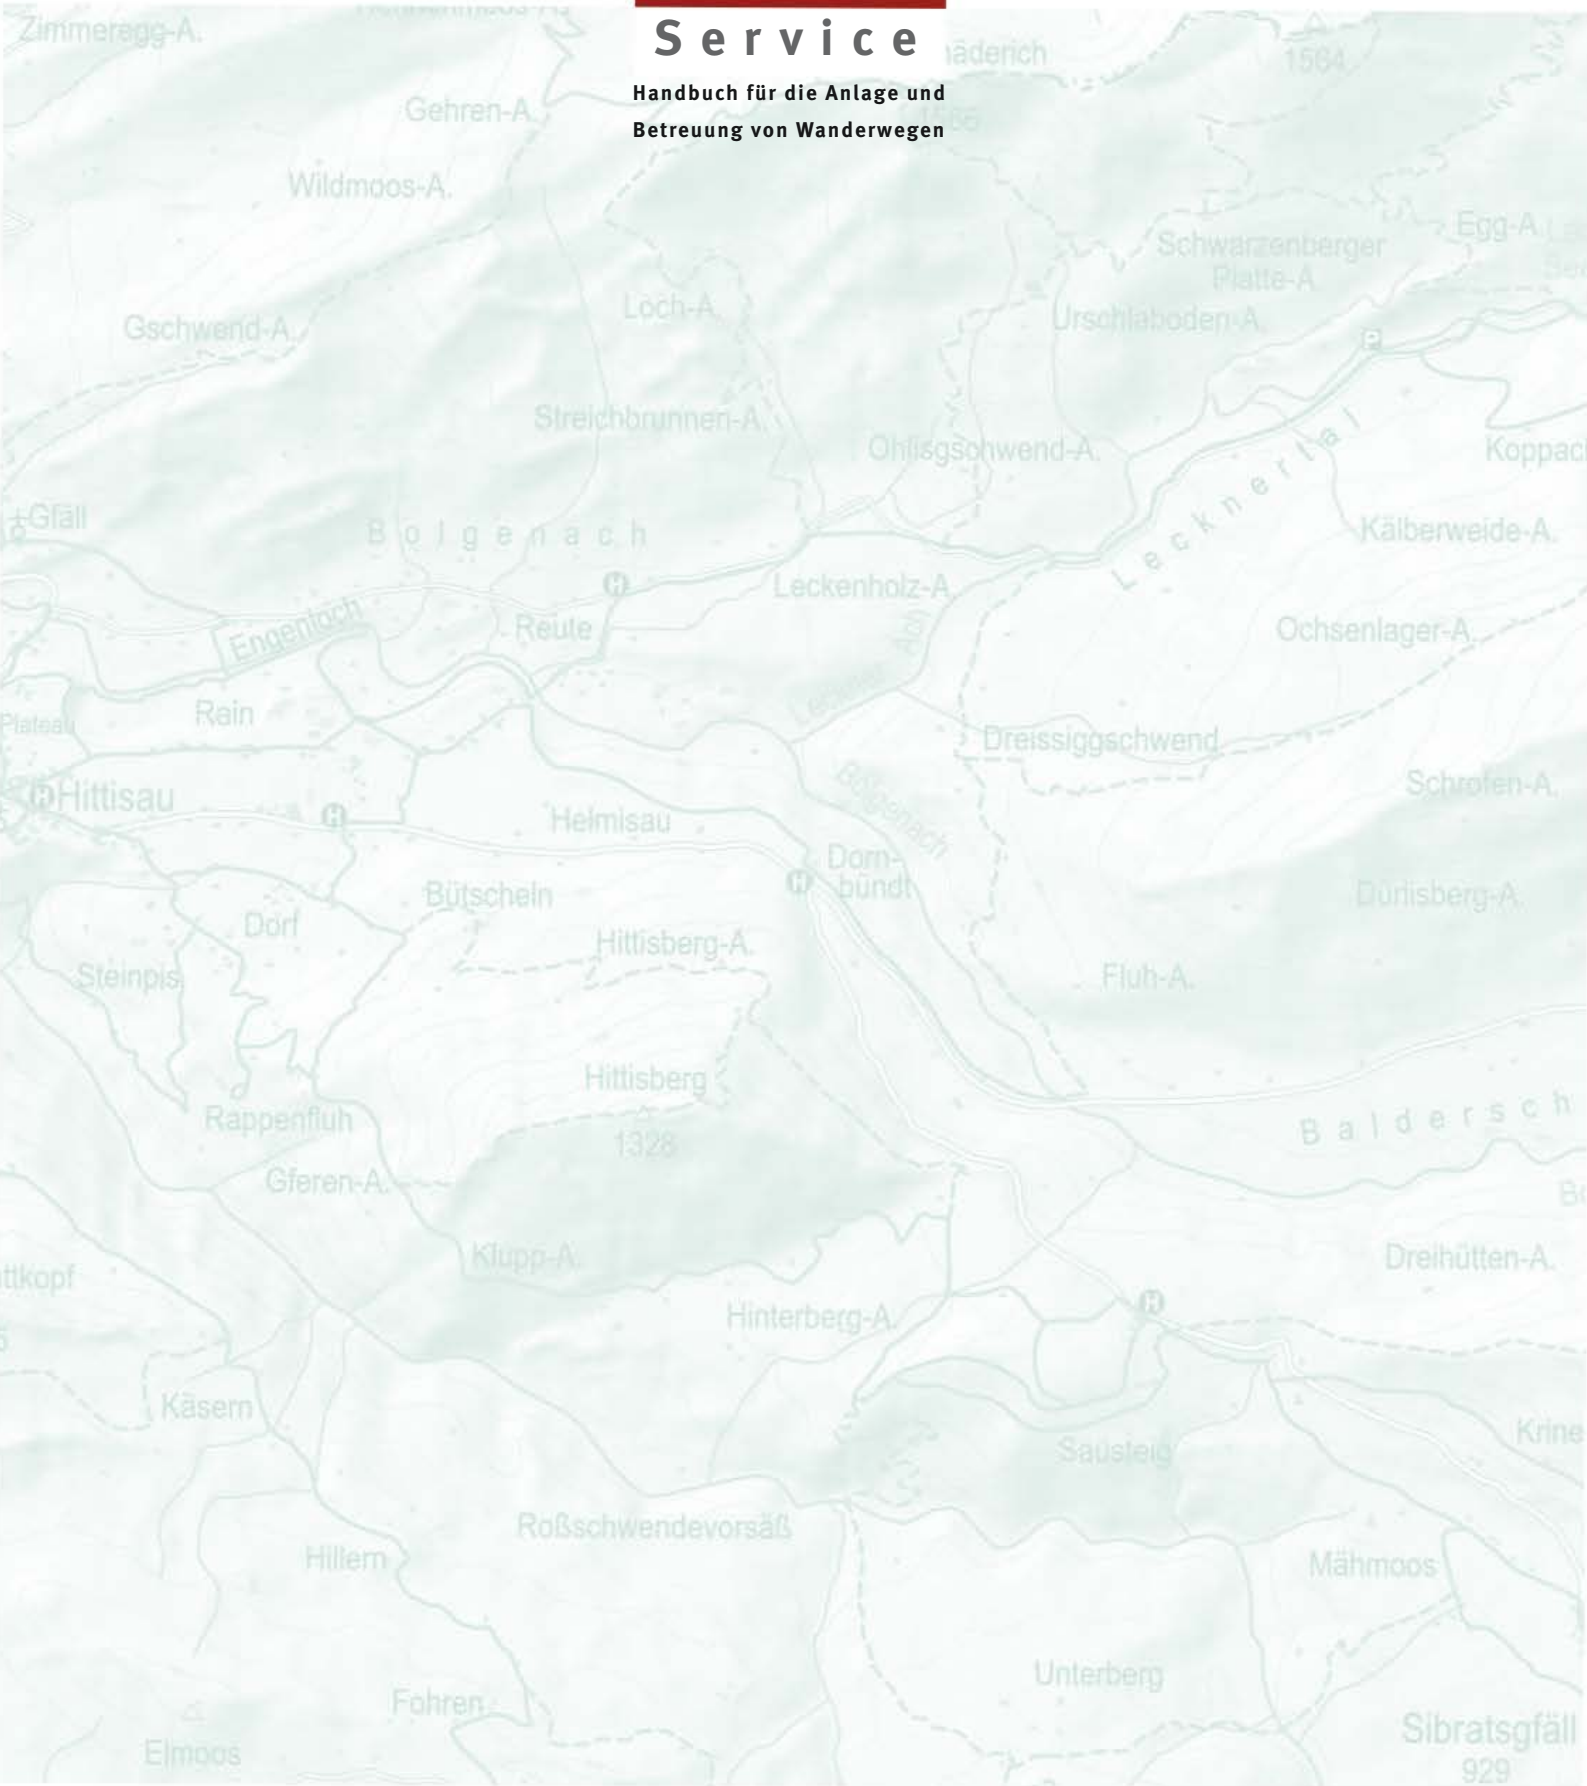 Service
Handbuch für die Anlage und
Betreuung von Wanderwegen
Zimmeregg-A.
1564
Gehren-A.
Wildmoos-A.
Egg-A.
Schwarzenberger
Platte-A.
Loch-A.
Urschlaboden-A.
Gschwend-A.
P
Streichbrunnen-A.
Ohlisgschwend-A.
Lecknertal
Koppach
Gfäll
Bolgenach
Kälberweide-A.
H
Leckenholz-A.
Engenloch
Reute
Ach
Ochsenlager-A.
Leckner
Rain
Plateau
Dreissiggschwend
Bolgenach
Schrofen-A.
H Hittisau
H
Helmisau
Dorn-
bündt
H
Bütscheln
Dürlisberg-A.
Dorf
Hittisberg-A.
Steinpis
Fluh-A.
Hittisberg
1328
Rappenfluh
Baldersch
Gferen-A.
Klupp-A.
Dreihütten-A.
ttkopf
H
Hinterberg-A.
Käsern
Krine
Sausteig
Roßschwendevorsäß
Hillern
Mähmoos
Unterberg
Fohren
Sibratsgfäll
929
Elmoos